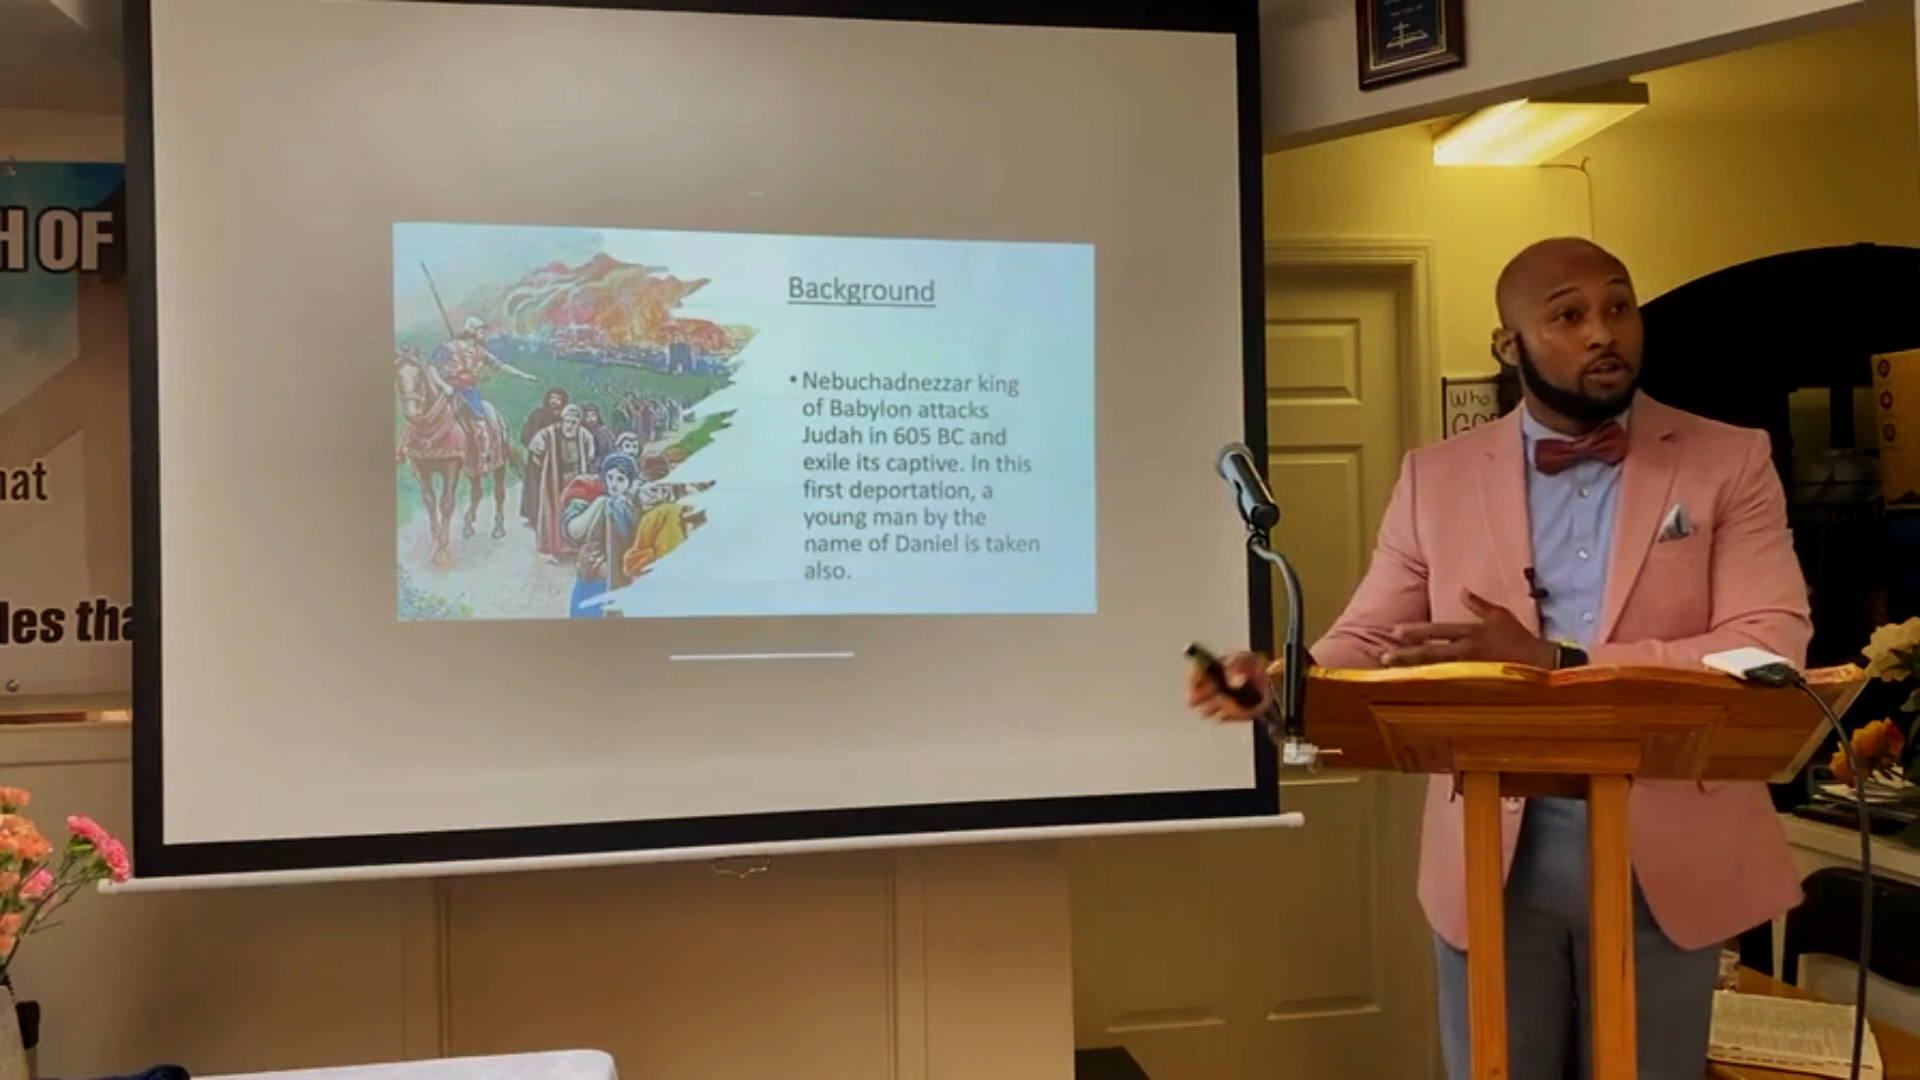 H OF
hat
les tha
Background
• Nebuchadnezzar king
of Babylon attacks
Judah in 605 BC and
exile its captive. In this
first deportation, a
young man by the
name of Daniel is taken
also.
Who
GOD